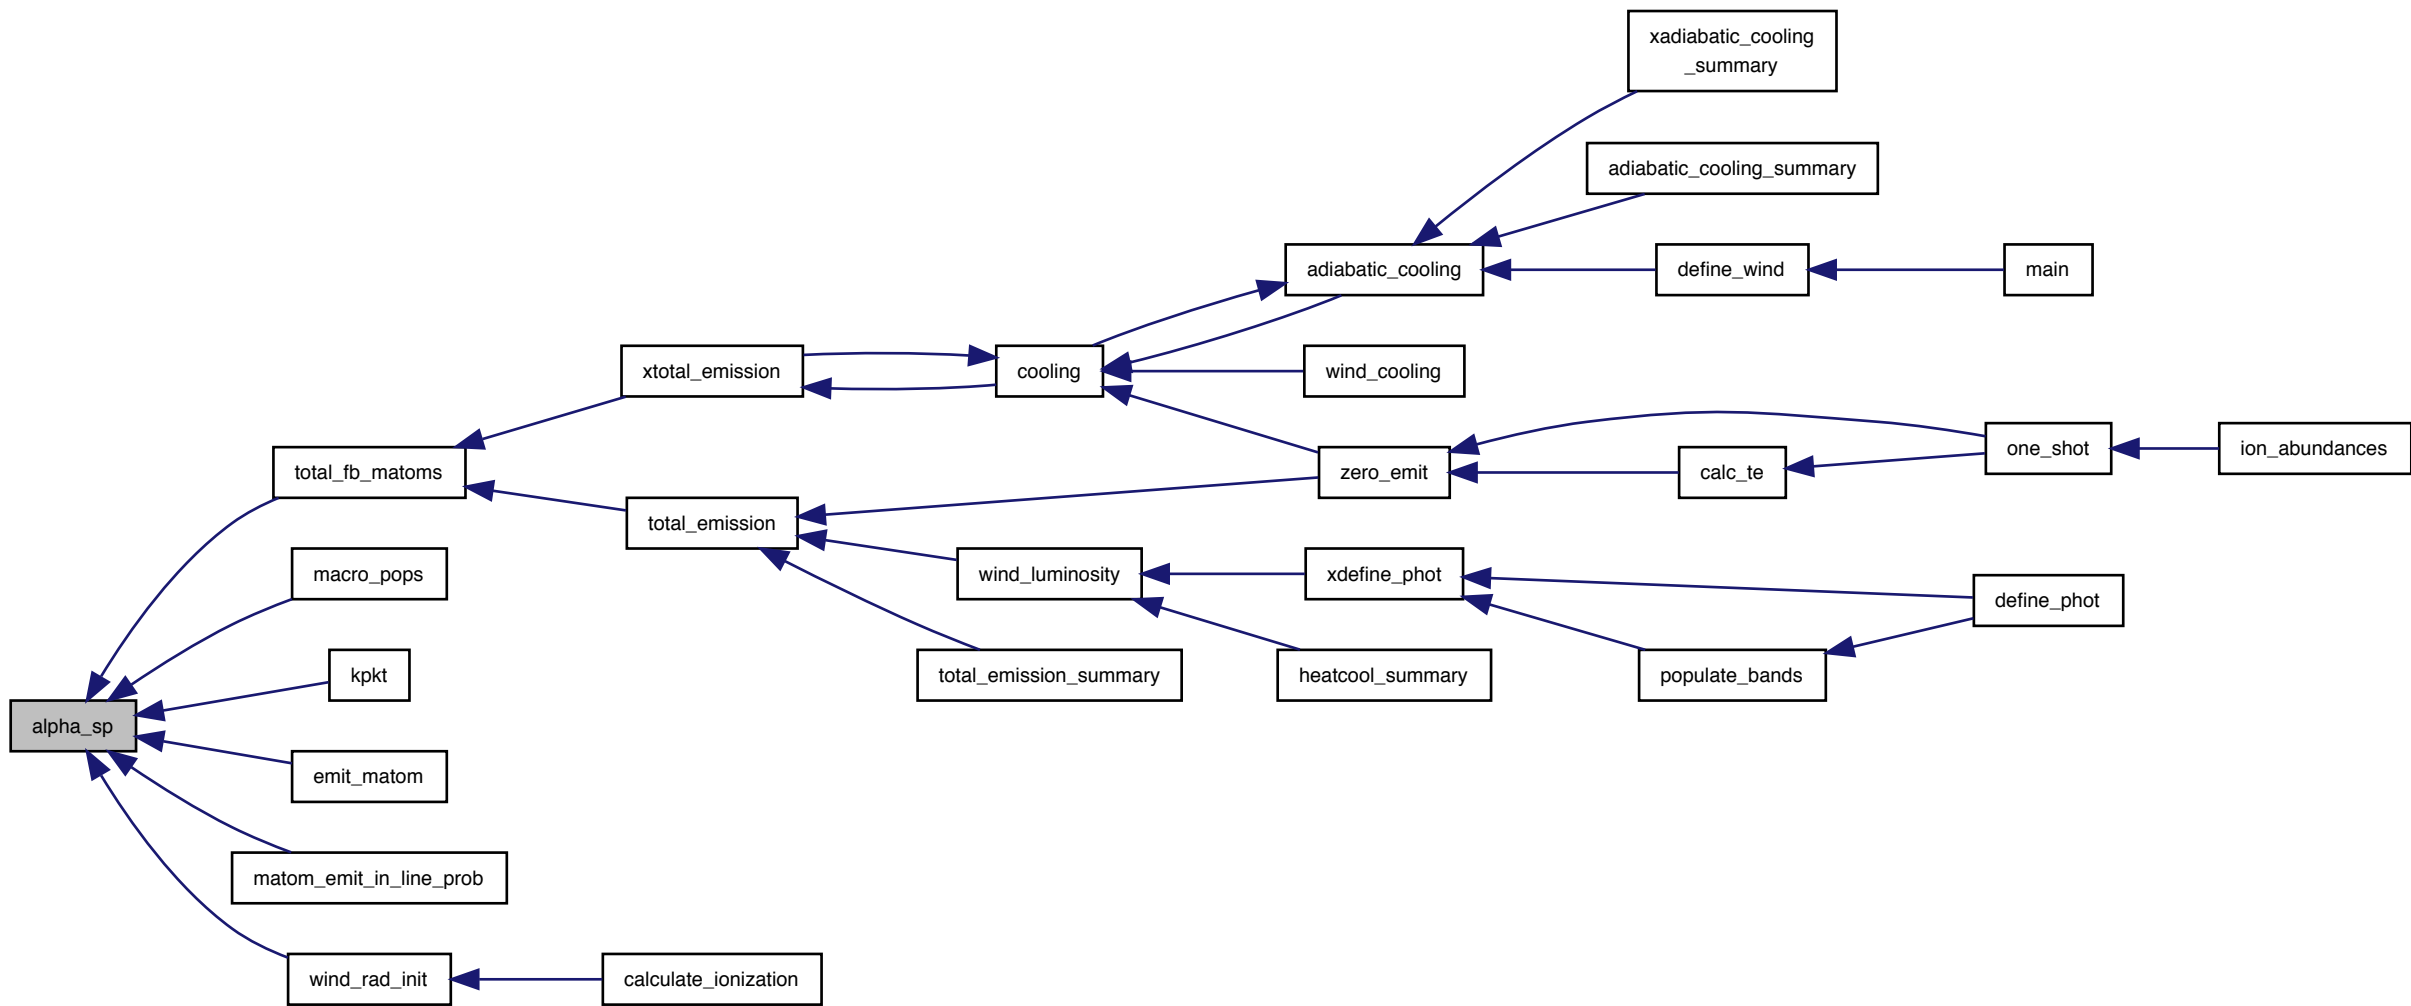 xadiabatic_cooling
_summary
adiabatic_cooling_summary
adiabatic_cooling
define_wind
main
xtotal_emission
cooling
wind_cooling
total_fb_matoms
zero_emit
calc_te
one_shot
ion_abundances
total_emission
macro_pops
wind_luminosity
xdefine_phot
define_phot
kpkt
total_emission_summary
heatcool_summary
populate_bands
alpha_sp
emit_matom
matom_emit_in_line_prob
wind_rad_init
calculate_ionization